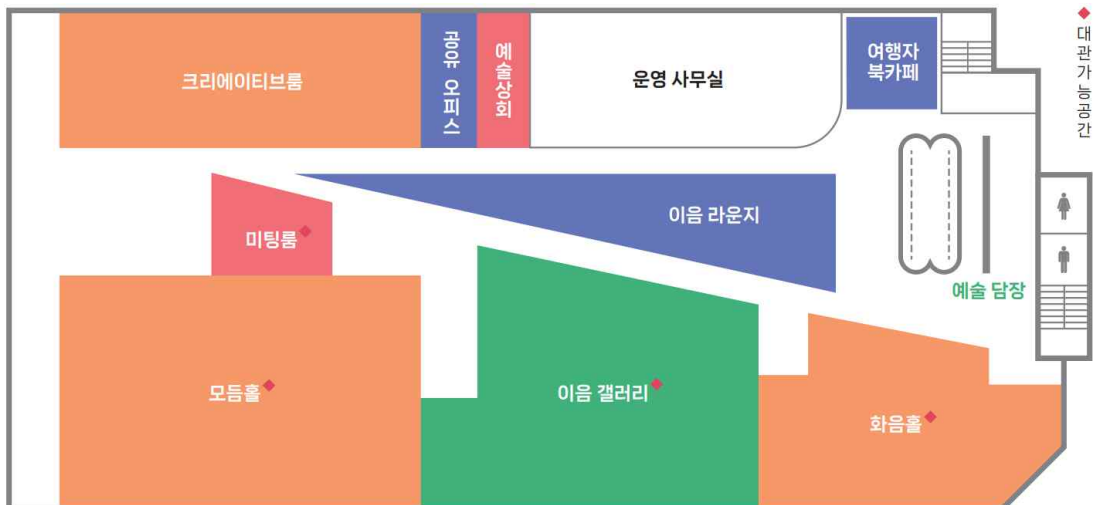 크리에이티브룸
공유 오피스
예술상회
운영 사무실
여행자
북카페
◆ 대관가능공간
미팅룸◆
이음 라운지
예술 담장
모듬홀◆
이음 갤러리◆
화음홀◆